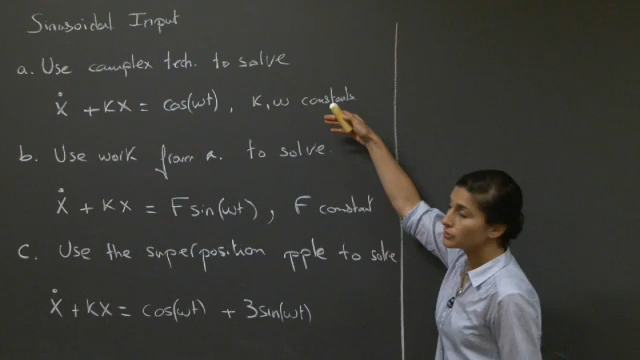 Sinusoidal Input
a. Use complex tech. to solve
ẋ + kx = cos(ωt), k, ω constants
b. Use work from a. to solve.
ẋ + kx = F sin(ωt), F constant
c. Use the superposition pple to solve
ẋ + kx = cos(ωt) + 3 sin(ωt)